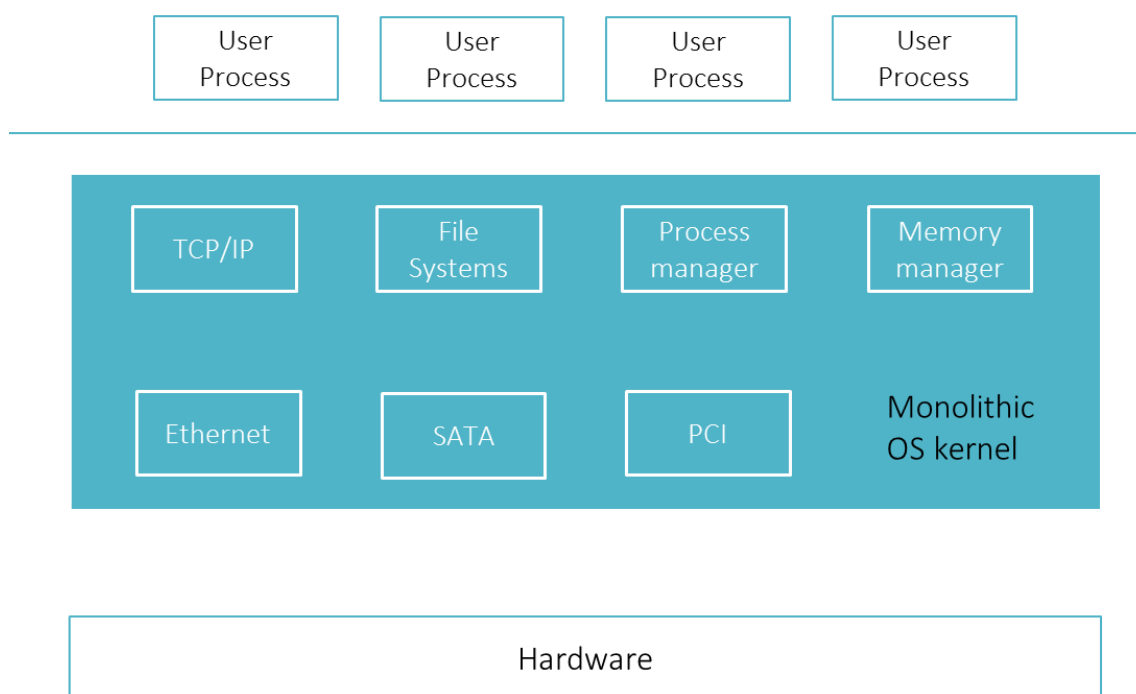 User
Process
User
Process
User
Process
User
Process
TCP/IP
File
Systems
Process
manager
Memory
manager
Ethernet
SATA
PCI
Monolithic
OS kernel
Hardware